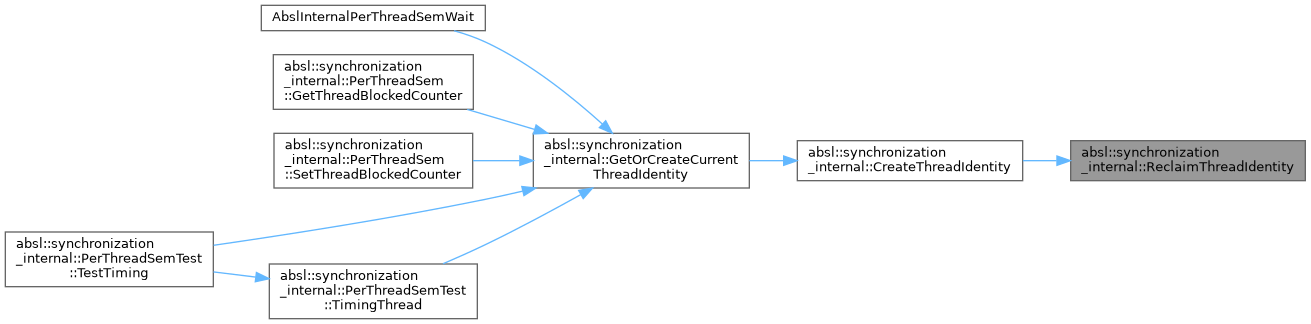 AbslInternalPerThreadSemWait
absl::synchronization
_internal::PerThreadSem
::GetThreadBlockedCounter
absl::synchronization
_internal::PerThreadSem
::SetThreadBlockedCounter
absl::synchronization
_internal::GetOrCreateCurrent
ThreadIdentity
absl::synchronization
_internal::CreateThreadIdentity
absl::synchronization
_internal::ReclaimThreadIdentity
absl::synchronization
_internal::PerThreadSemTest
::TestTiming
absl::synchronization
_internal::PerThreadSemTest
::TimingThread